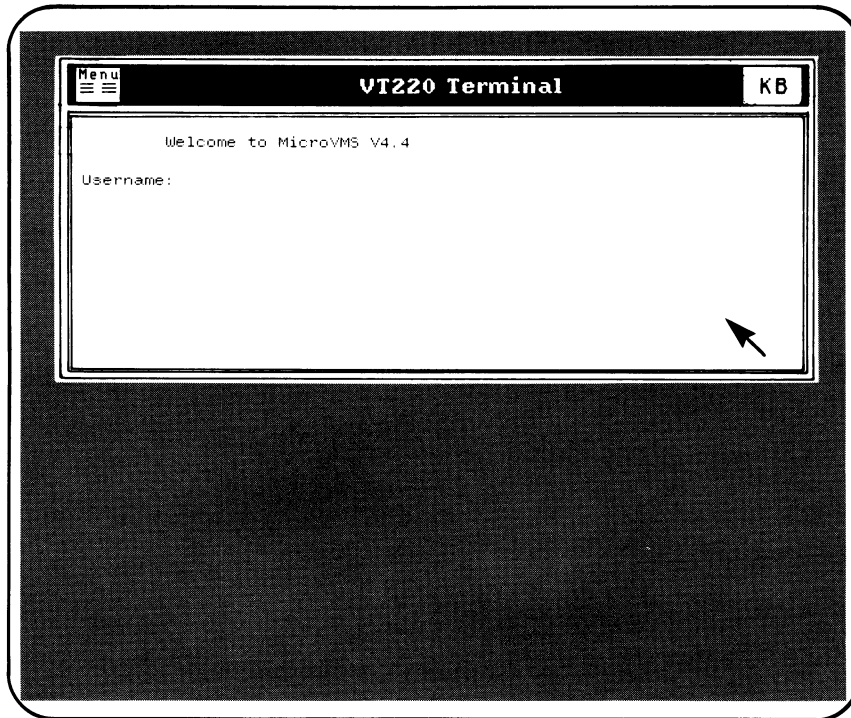 Menu
VT220 Terminal
KB
Welcome to MicroVMS V4.4
Username: